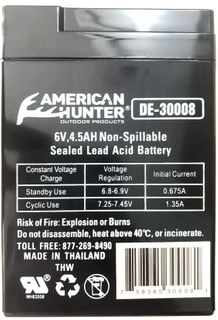 AMERICAN
HUNTER
OUTDOOR PRODUCTS
DE-30008
6V,4.5AH Non-Spillable
Sealed Lead Acid Battery
Constant Voltage Charge Voltage Regulation Initial Current
Standby Use 6.8-6.9V 0.675A
Cyclic Use 7.25-7.45V 1.35A
Risk of Fire: Explosion or Burns
Do not disassemble, heat above 40°C, or incinerate.
TOLL FREE: 877-269-8490
MADE IN THAILAND
THW
MH63558